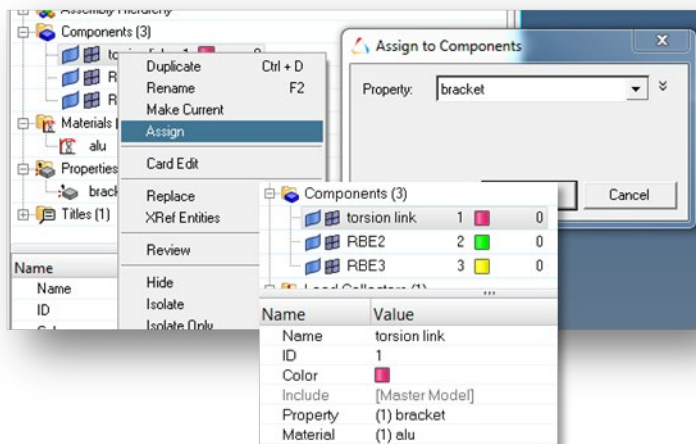 Assembly Hierarchy
Components (3)
1 0
Materials
alu
Properties
Titles (1)
Name
Name
ID
Duplicate Ctrl + D
Rename F2
Make Current
Assign
Card Edit
Replace
XRef Entities
Review
Hide
Isolate
Isolate Only
Assign to Components
Property: bracket
Cancel
Components (3)
torsion link 1 0
RBE2 2 0
RBE3 3 0
Load Collectors (1)
Name Value
Name torsion link
ID 1
Color
Include [Master Model]
Property (1) bracket
Material (1) alu